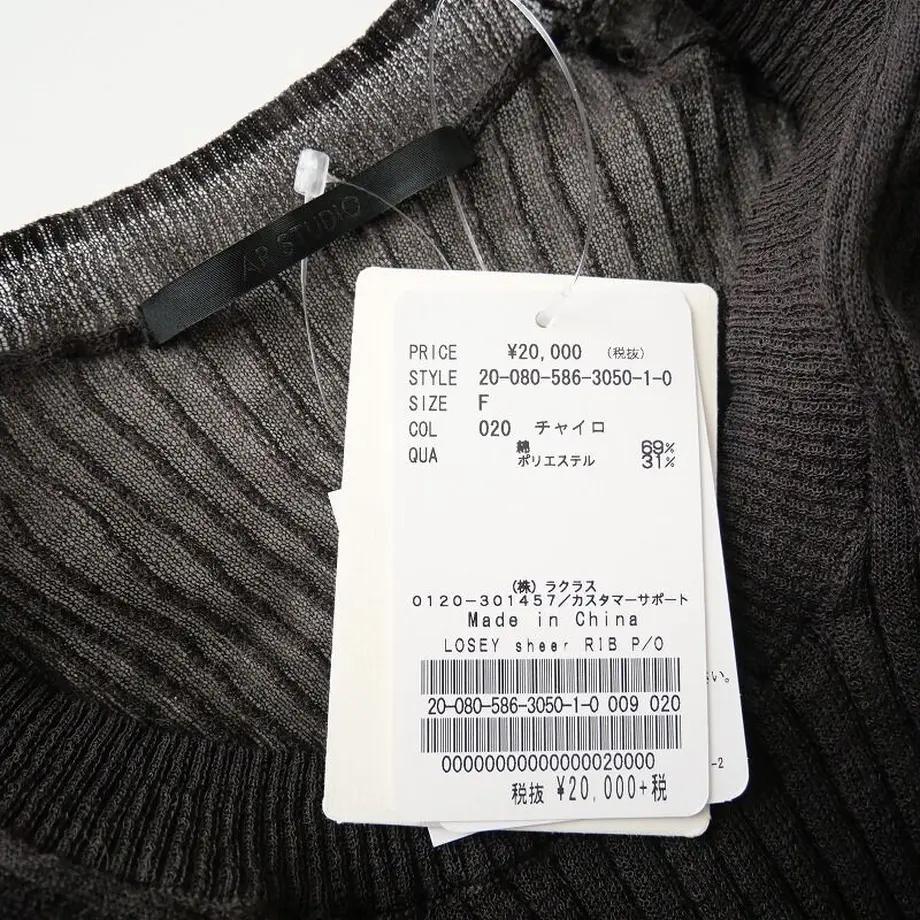 AP STUDIO
PRICE ¥20,000 (税抜)
STYLE 20-080-586-3050-1-0
SIZE F
COL 020 チャイロ
QUA 綿 69%
ポリエステル 31%
(株) ラクラス
0120-301457/カスタマーサポート
Made in China
LOSEY sheer RIB P/O
20-080-586-3050-1-0 009 020
00000000000000020000
税抜 ¥20,000+税
い。
-2